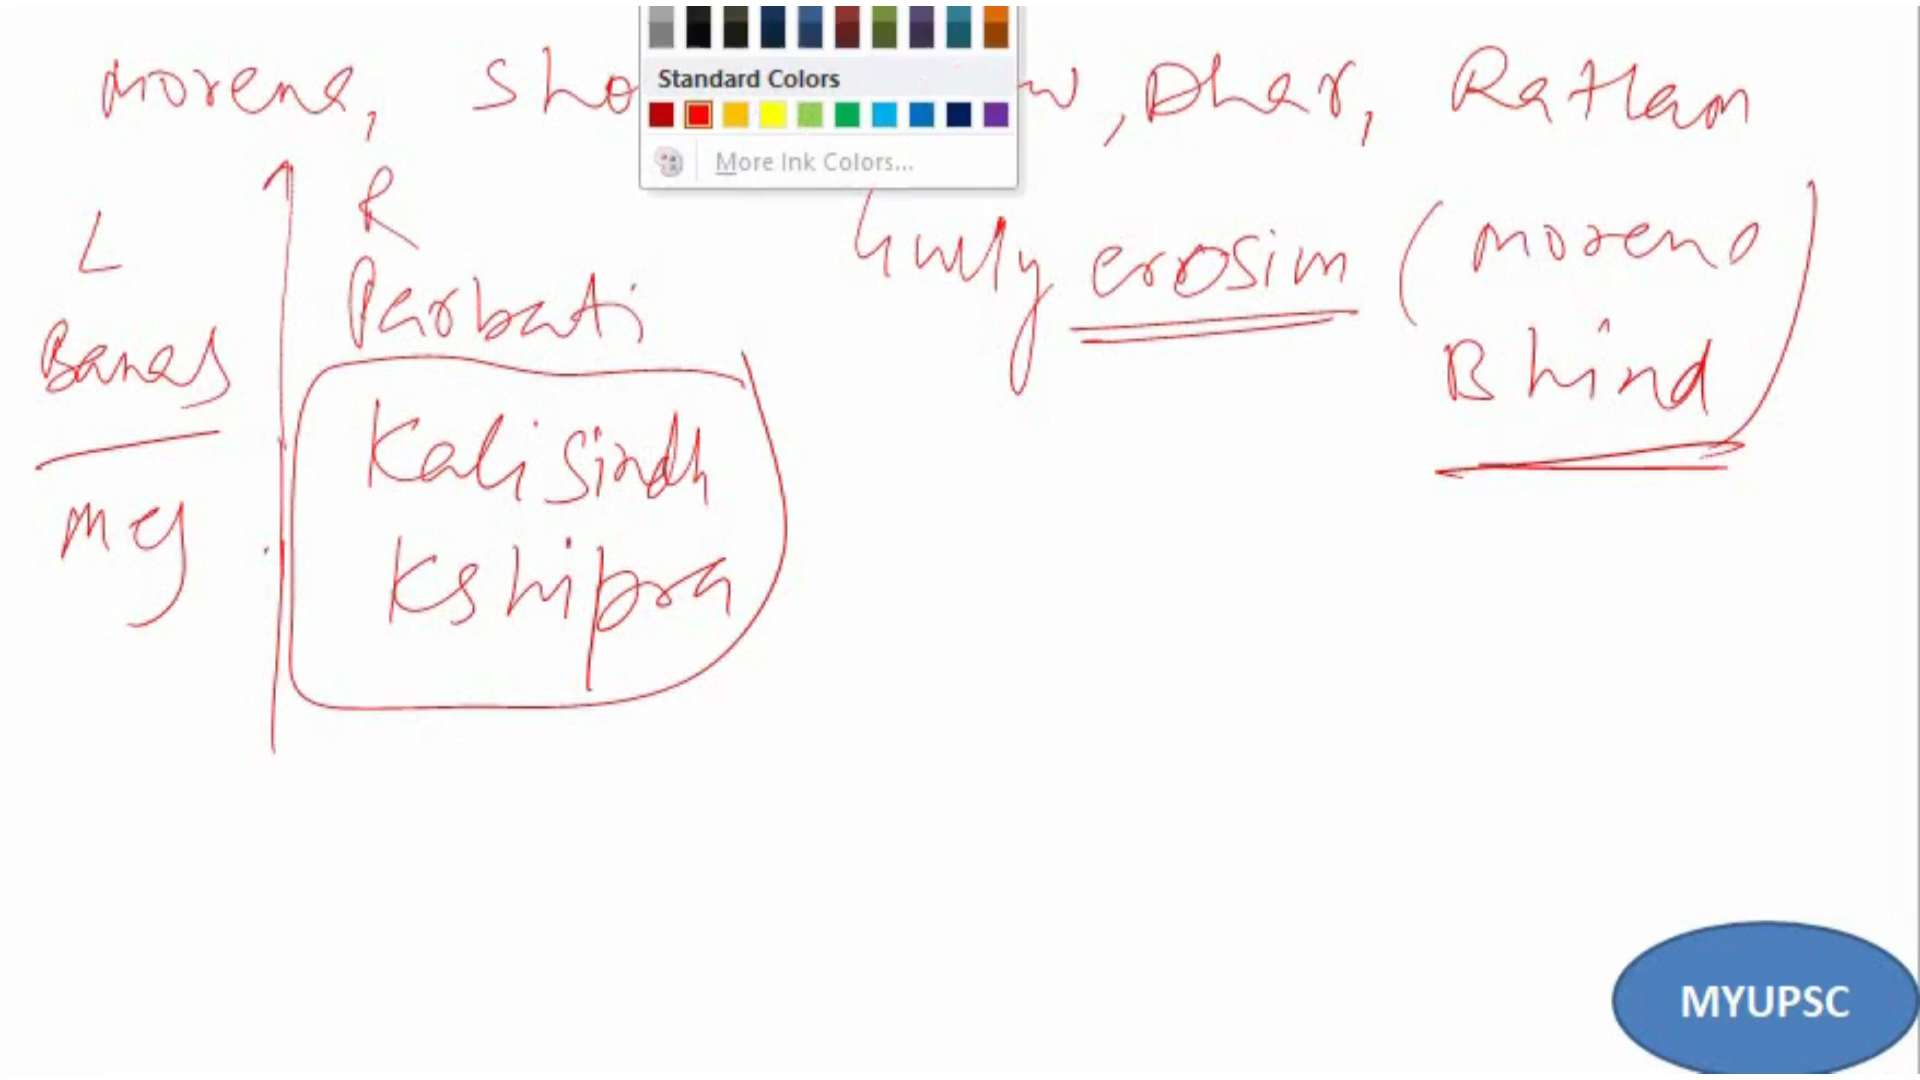 Standard Colors
More Ink Colors...
Morena, Sho w, Dhar, Ratlam
L R
Banas Parbati
Mej Kali Sindh
Kshipra
Gully erosion (Morena
Bhind)
MYUPSC